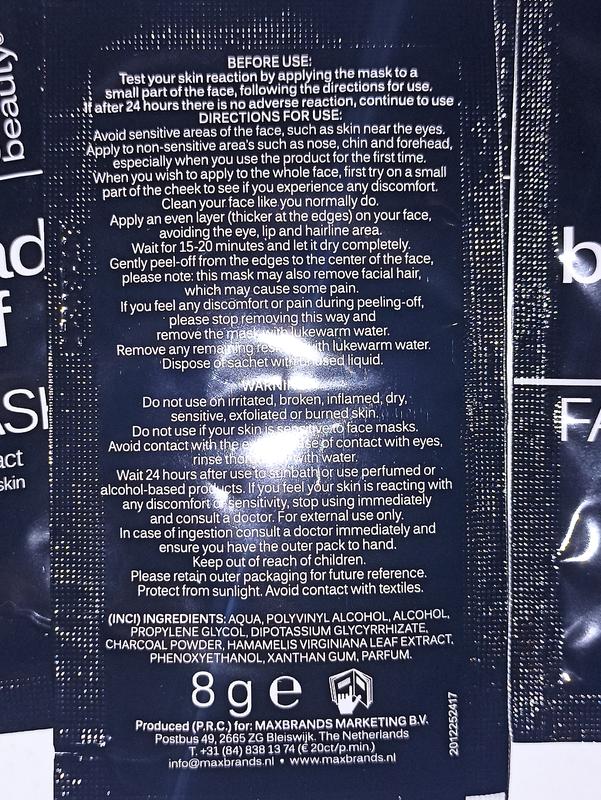 beauty®
BEFORE USE:
Test your skin reaction by applying the mask to a
small part of the face, following the directions for use.
If after 24 hours there is no adverse reaction, continue to use
DIRECTIONS FOR USE:
Avoid sensitive areas of the face, such as skin near the eyes.
Apply to non-sensitive area's such as nose, chin and forehead,
especially when you use the product for the first time.
When you wish to apply to the whole face, first try on a small
part of the cheek to see if you experience any discomfort.
Clean your face like you normally do.
Apply an even layer (thicker at the edges) on your face,
avoiding the eye, lip and hairline area.
Wait for 15-20 minutes and let it dry completely.
Gently peel-off from the edges to the center of the face,
please note: this mask may also remove facial hair,
which may cause some pain.
If you feel any discomfort or pain during peeling-off,
please stop removing this way and
remove the mask with lukewarm water.
Remove any remaining with lukewarm water.
Dispose of sachet with liquid.
Do not use on irritated, broken, inflamed, dry,
sensitive, exfoliated or burned skin.
Do not use if your skin is sensitive to face masks.
Avoid contact with the of contact with eyes,
rinse with water.
Wait 24 hours after use to sunbath or use perfumed or
alcohol-based products. If you feel your skin is reacting with
any discomfort or sensitivity, stop using immediately
and consult a doctor. For external use only.
In case of ingestion consult a doctor immediately and
ensure you have the outer pack to hand.
Keep out of reach of children.
Please retain outer packaging for future reference.
Protect from sunlight. Avoid contact with textiles.
(INCI) INGREDIENTS: AQUA, POLYVINYL ALCOHOL, ALCOHOL,
PROPYLENE GLYCOL, DIPOTASSIUM GLYCYRRHIZATE,
CHARCOAL POWDER, HAMAMELIS VIRGINIANA LEAF EXTRACT,
PHENOXYETHANOL, XANTHAN GUM, PARFUM.
8 g ℮
Produced (P.R.C.) for: MAXBRANDS MARKETING B.V.
Postbus 49, 2665 ZG Bleiswijk. The Netherlands
T. +31 (84) 838 13 74 (€ 20ct/p.min.)
info@maxbrands.nl • www.maxbrands.nl
2012252417
skin
b
FA